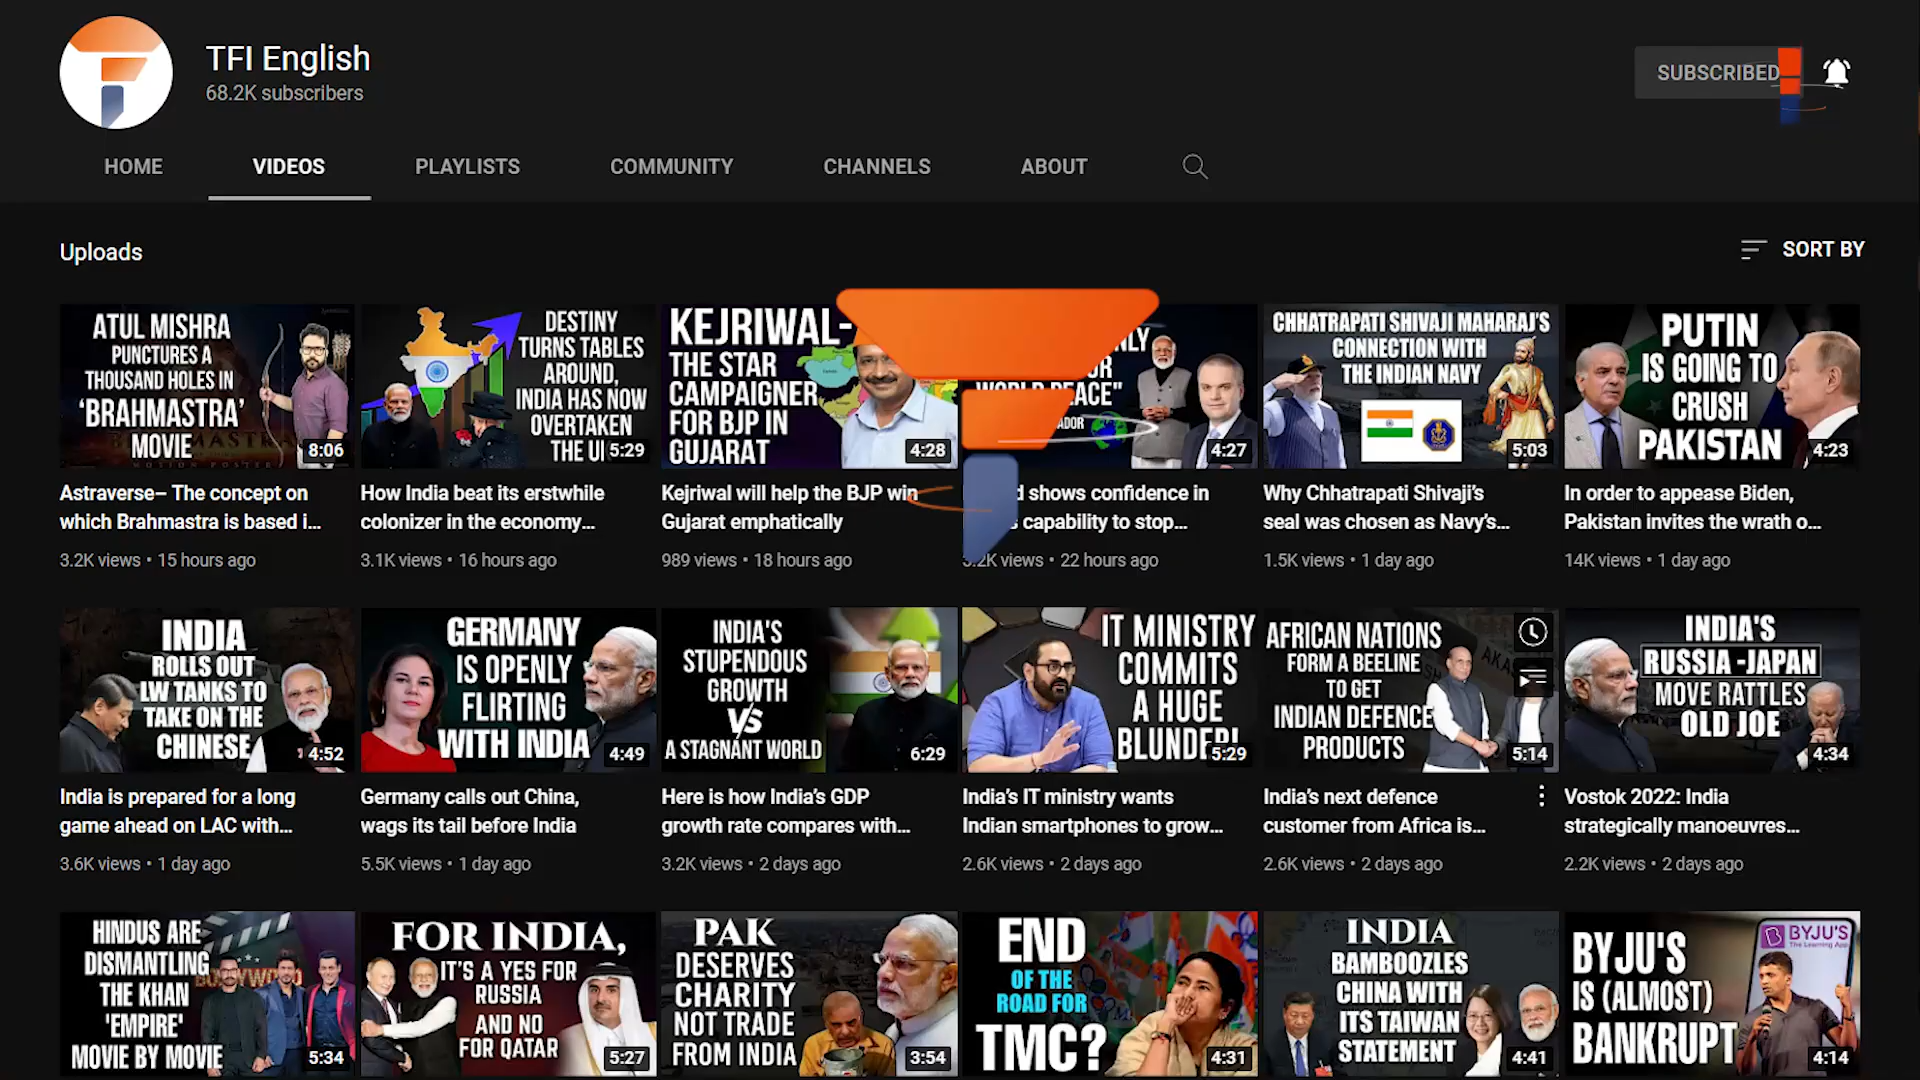 TFI English
68.2K subscribers
SUBSCRIBED
HOME
VIDEOS
PLAYLISTS
COMMUNITY
CHANNELS
ABOUT
Uploads
SORT BY
ATUL MISHRA
PUNCTURES A
THOUSAND HOLES IN
'BRAHMASTRA'
MOVIE
8:06
DESTINY
TURNS TABLES
AROUND,
INDIA HAS NOW
OVERTAKEN
THE
5:29
KEJRIWAL-
THE STAR
CAMPAIGNER
FOR BJP IN
GUJARAT
4:28
4:27
CHHATRAPATI SHIVAJI MAHARAJ'S
CONNECTION WITH
THE INDIAN NAVY
5:03
PUTIN
IS GOING TO
CRUSH
PAKISTAN
4:23
Astraverse– The concept on
which Brahmastra is based i...
3.2K views • 15 hours ago
How India beat its erstwhile
colonizer in the economy...
3.1K views • 16 hours ago
Kejriwal will help the BJP win
Gujarat emphatically
989 views • 18 hours ago
shows confidence in
capability to stop...
views • 22 hours ago
Why Chhatrapati Shivaji's
seal was chosen as Navy's...
1.5K views • 1 day ago
In order to appease Biden,
Pakistan invites the wrath o...
14K views • 1 day ago
INDIA
ROLLS OUT
LW TANKS TO
TAKE ON THE
CHINESE
4:52
GERMANY
IS OPENLY
FLIRTING
WITH INDIA
4:49
INDIA'S
STUPENDOUS
GROWTH
VS
A STAGNANT WORLD
6:29
IT MINISTRY
COMMITS
A HUGE
BLUNDER!
5:29
AFRICAN NATIONS
FORM A BEELINE
TO GET
INDIAN DEFENCE
PRODUCTS
5:14
INDIA'S
RUSSIA -JAPAN
MOVE RATTLES
OLD JOE
4:34
India is prepared for a long
game ahead on LAC with...
3.6K views • 1 day ago
Germany calls out China,
wags its tail before India
5.5K views • 1 day ago
Here is how India's GDP
growth rate compares with...
3.2K views • 2 days ago
India's IT ministry wants
Indian smartphones to grow...
2.6K views • 2 days ago
India's next defence
customer from Africa is...
2.6K views • 2 days ago
Vostok 2022: India
strategically manoeuvres...
2.2K views • 2 days ago
HINDUS ARE
DISMANTLING
THE KHAN
'EMPIRE'
MOVIE BY MOVIE
5:34
FOR INDIA,
IT'S A YES FOR
RUSSIA
AND NO
FOR QATAR
5:27
PAK
DESERVES
CHARITY
NOT TRADE
FROM INDIA
3:54
END
OF THE
ROAD FOR
TMC?
4:31
INDIA
BAMBOOZLES
CHINA WITH
ITS TAIWAN
STATEMENT
4:41
BYJU'S
The Learning App
BYJU'S
IS (ALMOST)
BANKRUPT
4:14